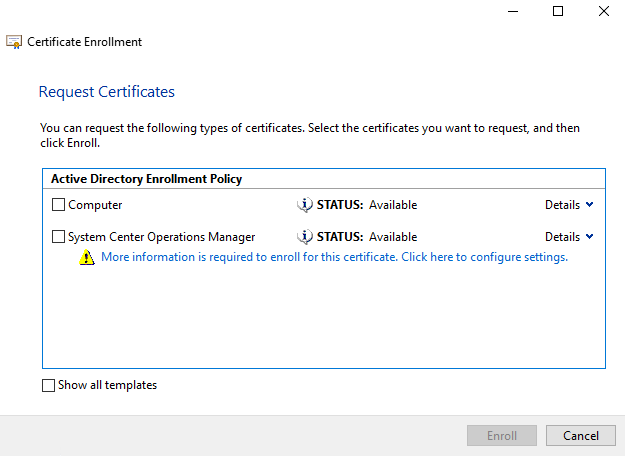 Certificate Enrollment
Request Certificates
You can request the following types of certificates. Select the certificates you want to request, and then
click Enroll.
Active Directory Enrollment Policy
Computer STATUS: Available Details
System Center Operations Manager STATUS: Available Details
More information is required to enroll for this certificate. Click here to configure settings.
Show all templates
Enroll Cancel